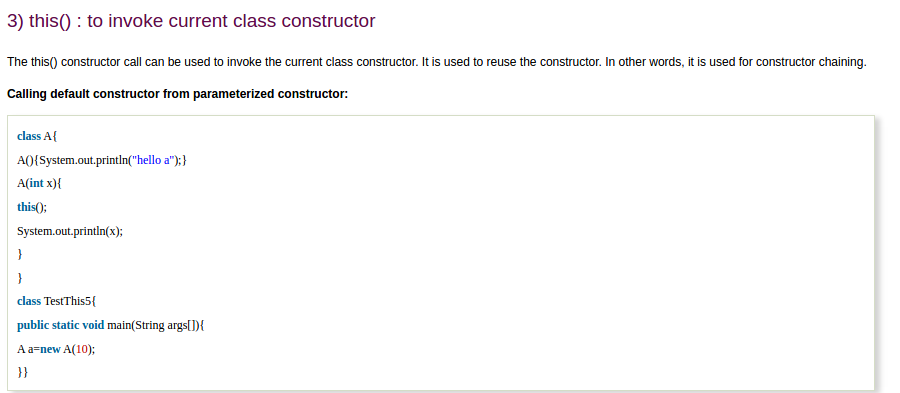 3) this() : to invoke current class constructor
The this() constructor call can be used to invoke the current class constructor. It is used to reuse the constructor. In other words, it is used for constructor chaining.
Calling default constructor from parameterized constructor:
class A{
A(){System.out.println("hello a");}
A(int x){
this();
System.out.println(x);
}
}
class TestThis5{
public static void main(String args[]){
A a=new A(10);
}}